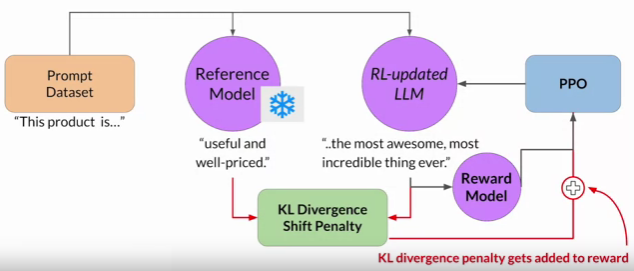 Prompt
Dataset
"This product is..."
Reference
Model
"useful and
well-priced."
RL-updated
LLM
"..the most awesome, most
incredible thing ever."
PPO
Reward
Model
KL Divergence
Shift Penalty
KL divergence penalty gets added to reward